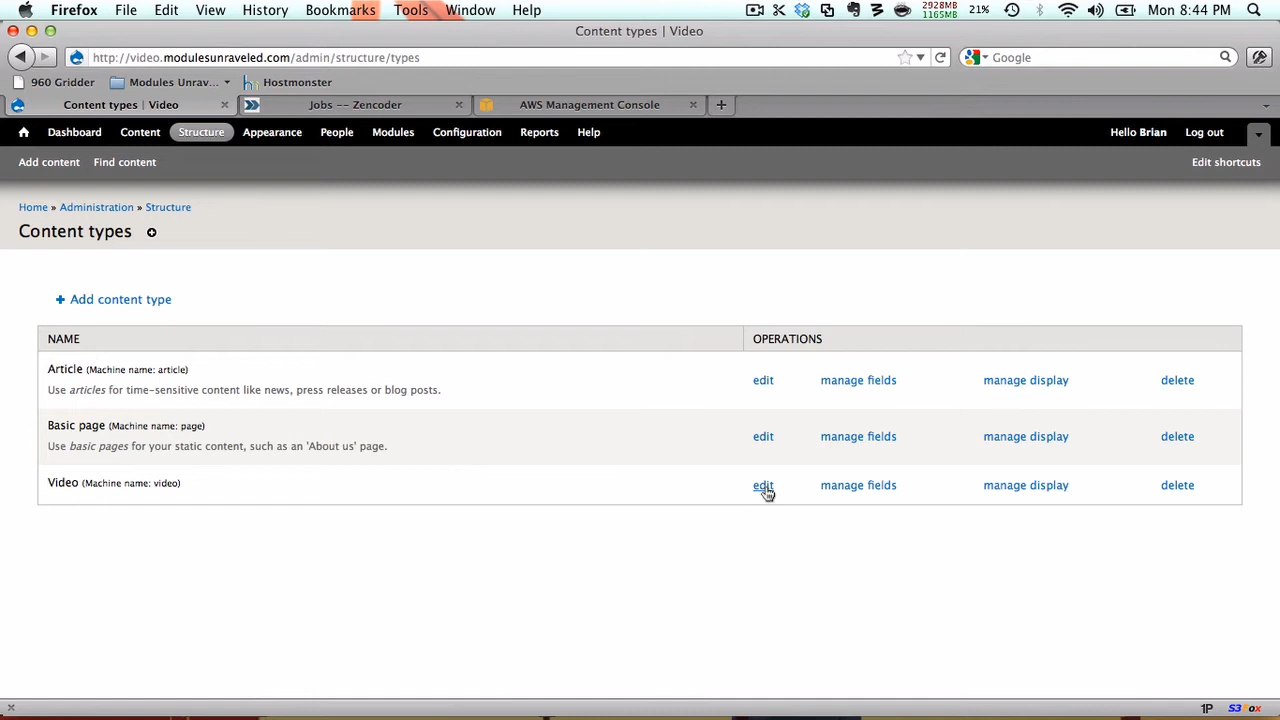 Firefox File Edit View History Bookmarks Tools Window Help 2928MB 1165MB 21% Mon 8:44 PM
Content types | Video
http://video.modulesunraveled.com/admin/structure/types Google
960 Gridder Modules Unrav... Hostmonster
Content types | Video Jobs -- Zencoder AWS Management Console
Dashboard Content Structure Appearance People Modules Configuration Reports Help Hello Brian Log out
Add content Find content Edit shortcuts
Home » Administration » Structure
Content types
Add content type
NAME OPERATIONS
Article (Machine name: article)
Use articles for time-sensitive content like news, press releases or blog posts.
edit manage fields manage display delete
Basic page (Machine name: page)
Use basic pages for your static content, such as an 'About us' page.
edit manage fields manage display delete
Video (Machine name: video) edit manage fields manage display delete
1P S3Fox